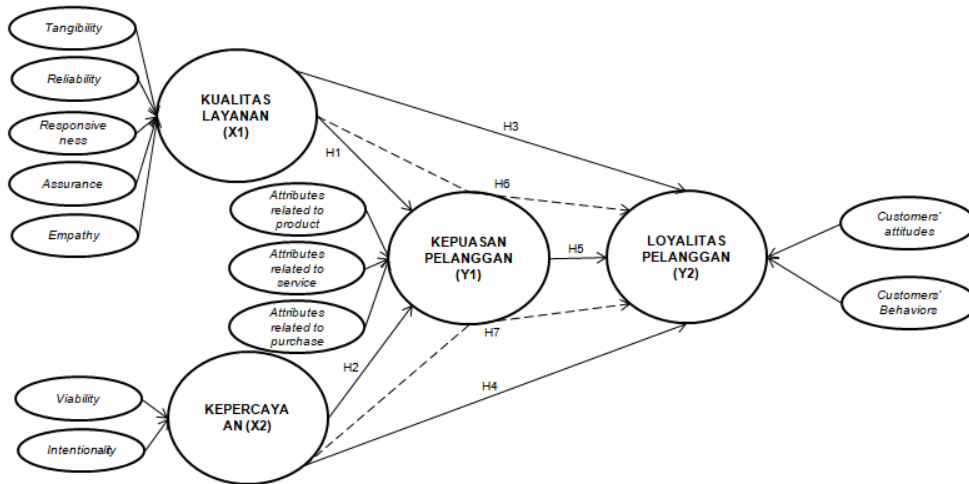 Tangibility
Reliability
Responsive
ness
Assurance
Empathy
KUALITAS
LAYANAN
(X1)
H3
H1
H6
Attributes
related to
product
Attributes
related to
service
Attributes
related to
purchase
KEPUASAN
PELANGGAN
(Y1)
H5
LOYALITAS
PELANGGAN
(Y2)
Customers'
attitudes
Customers'
Behaviors
H7
H2
H4
Viability
Intentionality
KEPERCAYA
AN (X2)